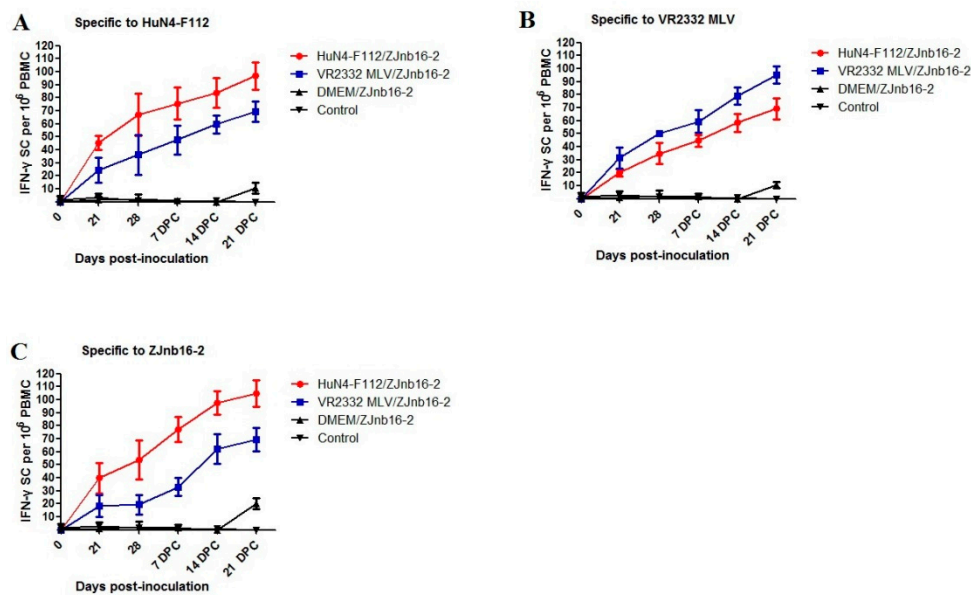 A
Specific to HuN4-F112
IFN-γ SC per 10⁶ PBMC
120
110
100
90
80
70
60
50
40
30
20
10
0
21
28
7 DPC
14 DPC
21 DPC
Days post-inoculation
HuN4-F112/ZJnb16-2
VR2332 MLV/ZJnb16-2
DMEM/ZJnb16-2
Control
B
Specific to VR2332 MLV
IFN-γ SC per 10⁶ PBMC
120
110
100
90
80
70
60
50
40
30
20
10
0
21
28
7 DPC
14 DPC
21 DPC
Days post-inoculation
HuN4-F112/ZJnb16-2
VR2332 MLV/ZJnb16-2
DMEM/ZJnb16-2
Control
C
Specific to ZJnb16-2
IFN-γ SC per 10⁶ PBMC
120
110
100
90
80
70
60
50
40
30
20
10
0
21
28
7 DPC
14 DPC
21 DPC
Days post-inoculation
HuN4-F112/ZJnb16-2
VR2332 MLV/ZJnb16-2
DMEM/ZJnb16-2
Control